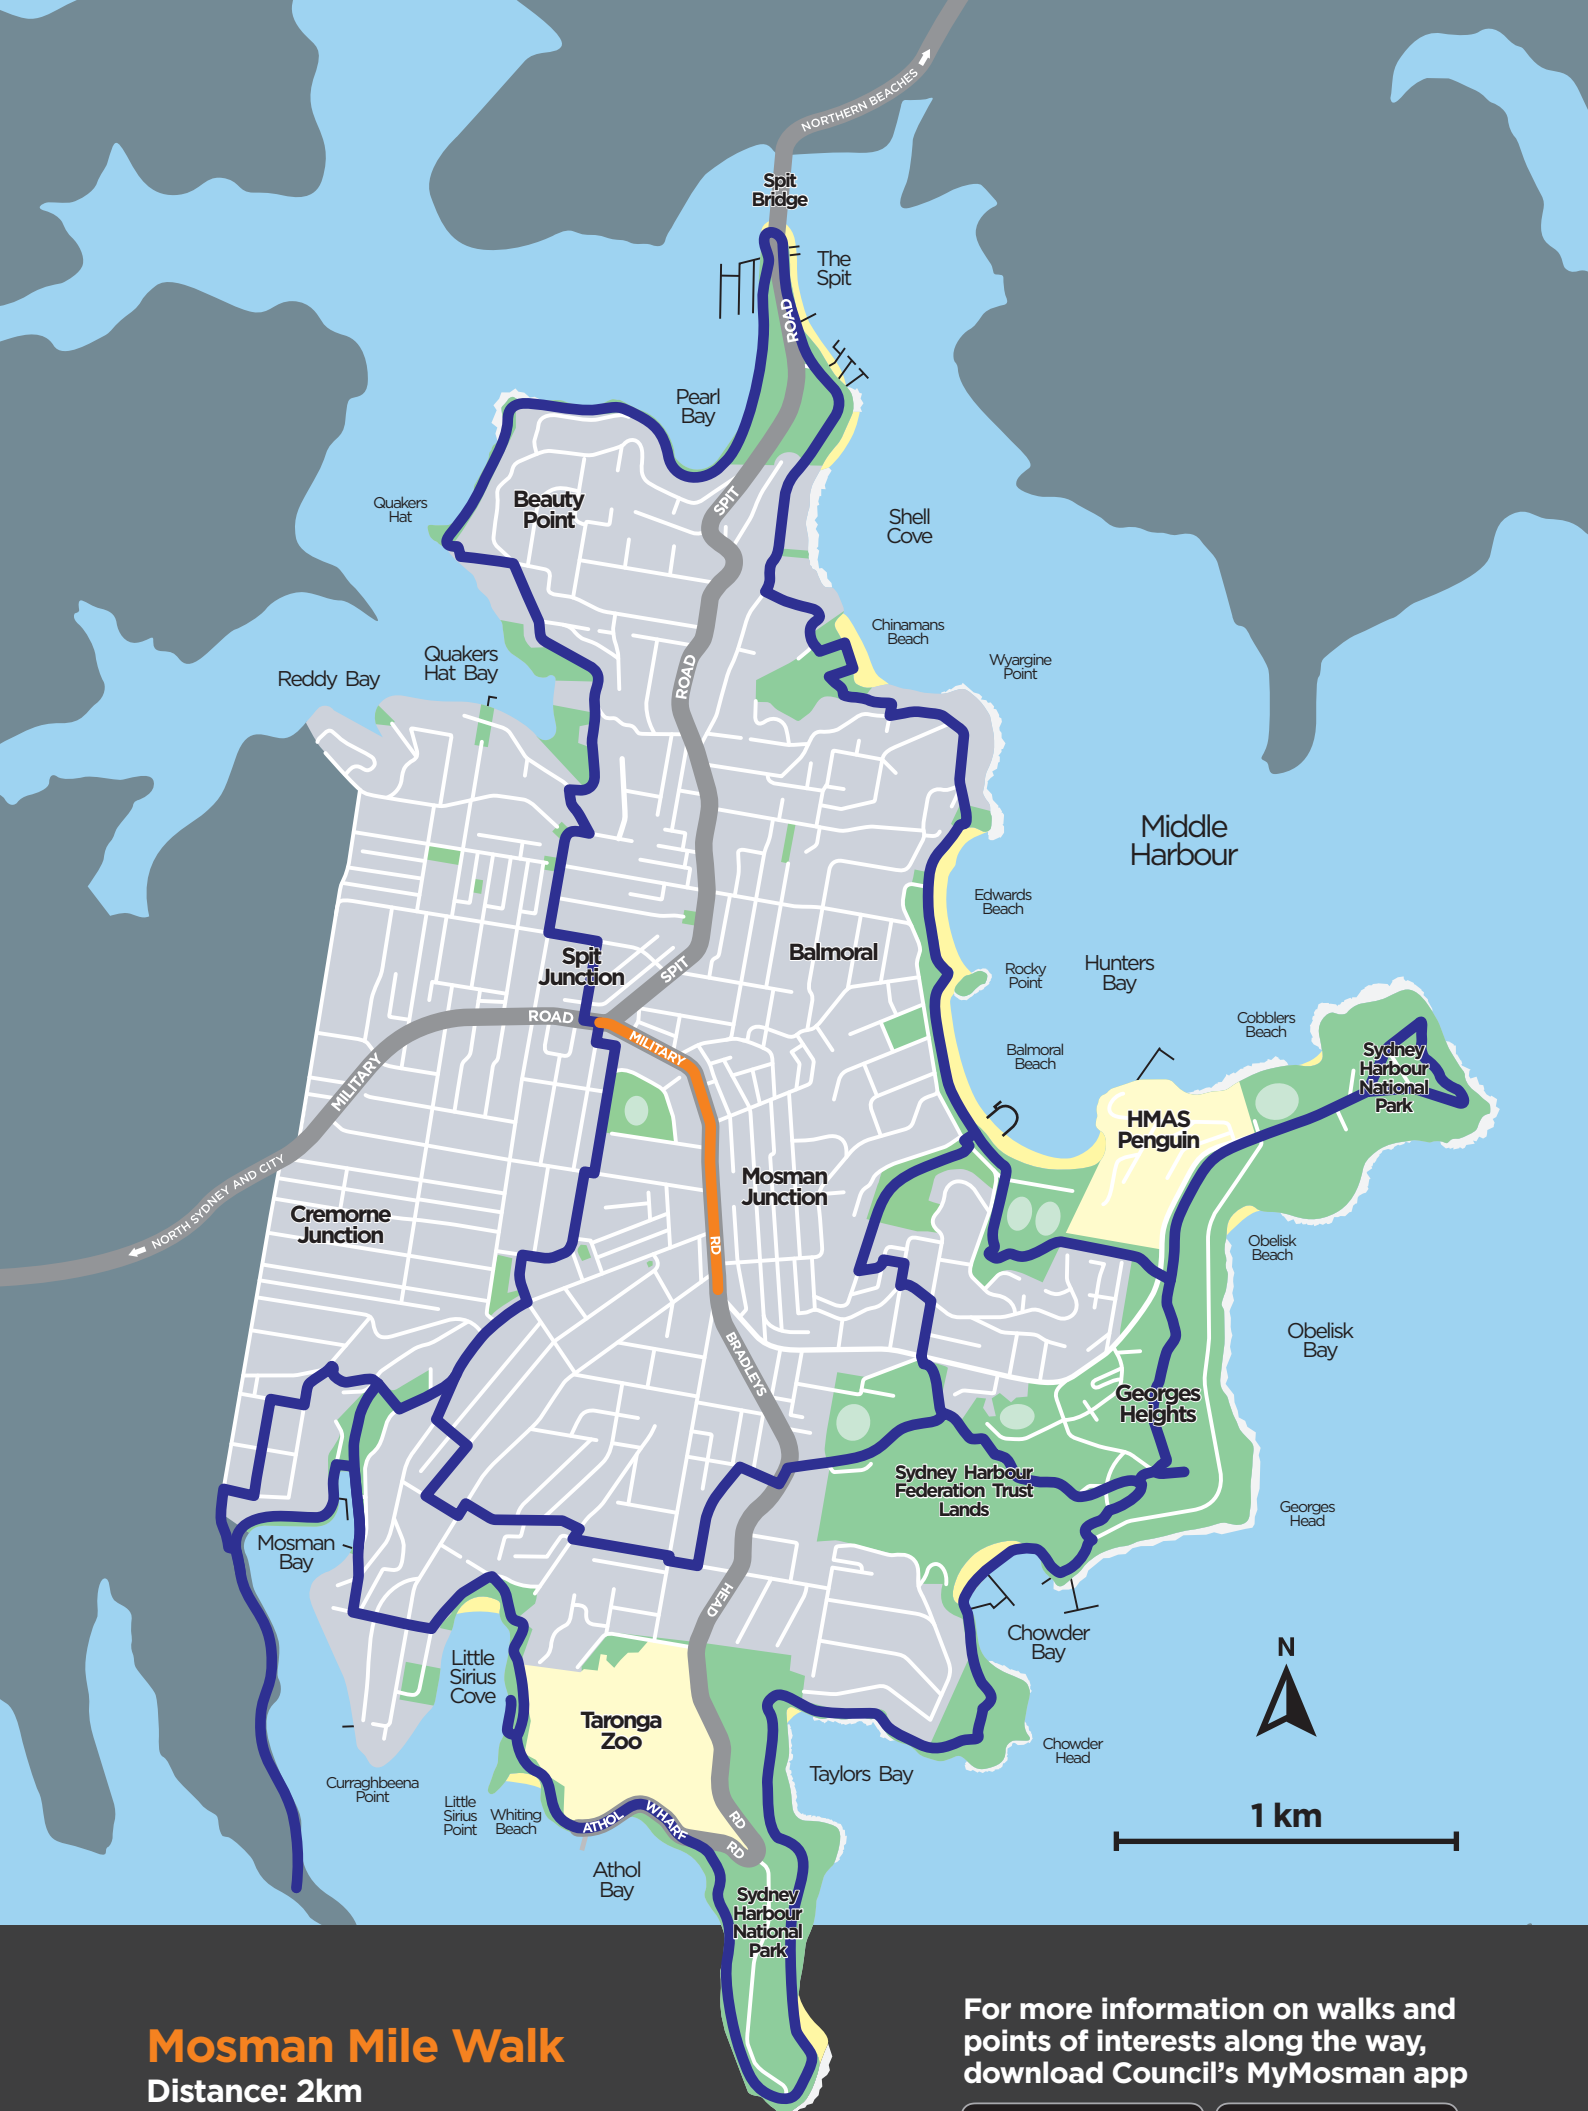 NORTHERN BEACHES
Spit
Bridge
The
Spit
ROAD
Pearl
Bay
Quakers
Hat
Beauty
Point
SPIT
Shell
Cove
Chinamans
Beach
Wyargine
Point
Quakers
Hat Bay
Reddy Bay
ROAD
Middle
Harbour
Edwards
Beach
Balmoral
Spit
Junction
SPIT
Rocky
Point
Hunters
Bay
Cobblers
Beach
ROAD
MILITARY
MILITARY
Balmoral
Beach
Sydney
Harbour
National
Park
HMAS
Penguin
NORTH SYDNEY AND CITY
Mosman
Junction
Cremorne
Junction
RD
Obelisk
Beach
Obelisk
Bay
BRADLEYS
Georges
Heights
Sydney Harbour
Federation Trust
Lands
Georges
Head
Mosman
Bay
HEAD
Chowder
Bay
N
Little
Sirius
Cove
Taronga
Zoo
Chowder
Head
Taylors Bay
Curraghbeena
Point
Little
Sirius
Point
Whiting
Beach
ATHOL
WHARF
RD
RD
1 km
Athol
Bay
Sydney
Harbour
National
Park
Mosman Mile Walk
Distance: 2km
For more information on walks and
points of interests along the way,
download Council's MyMosman app